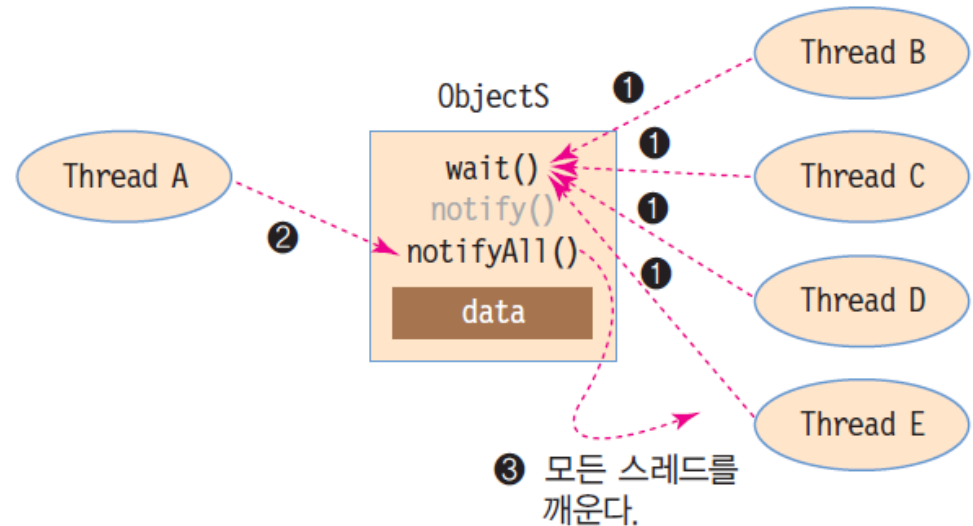 Thread B
ObjectS
❶
Thread A
wait()
❶
Thread C
notify()
❶
❷
notifyAll()
❶
data
Thread D
Thread E
❸ 모든 스레드를
깨운다.